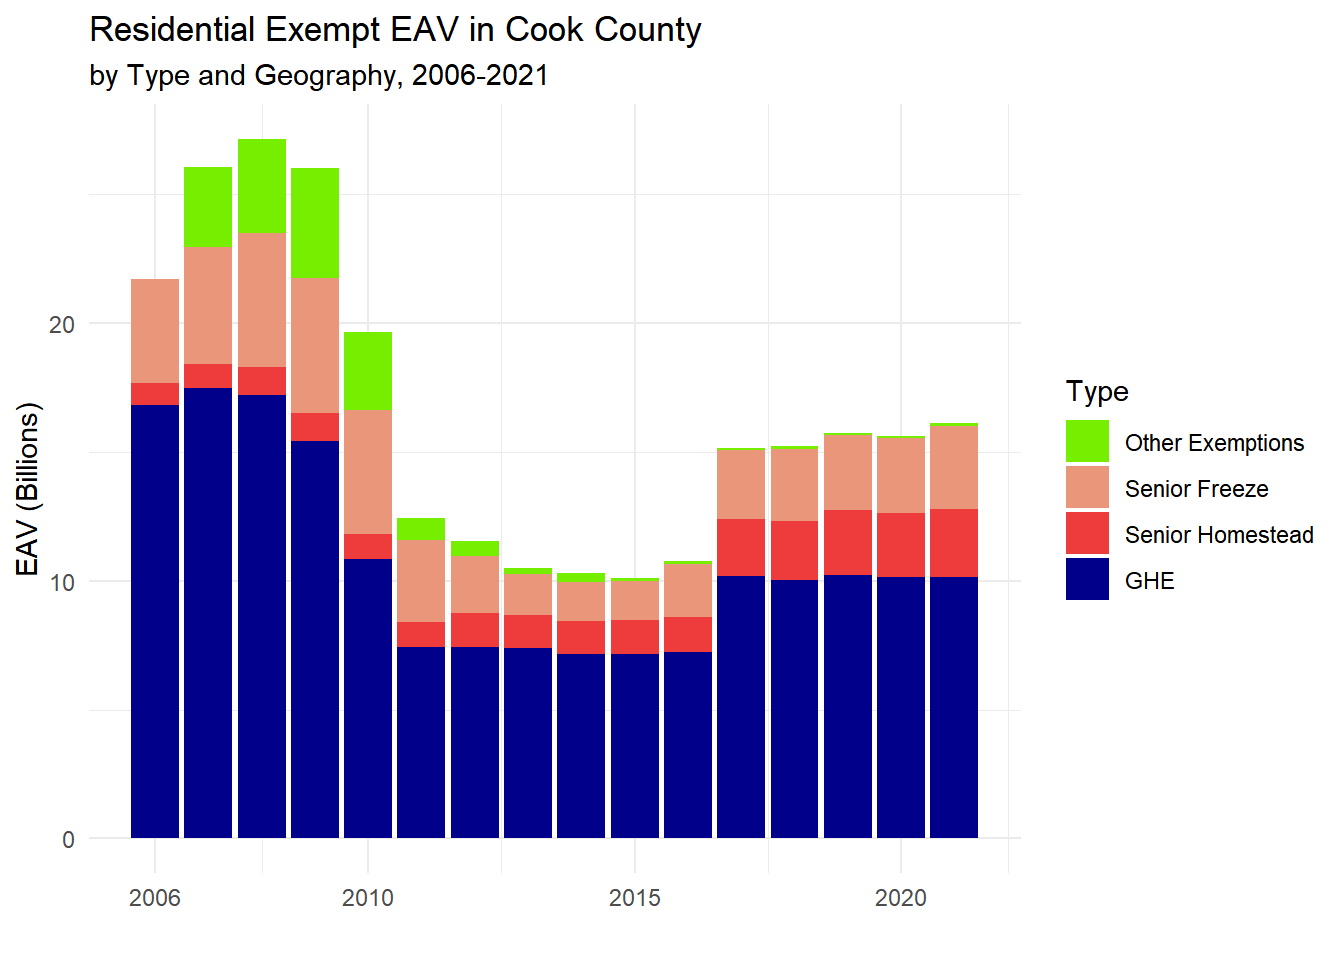 Residential Exempt EAV in Cook County
by Type and Geography, 2006-2021
EAV (Billions)
20
10
0
2006
2010
2015
2020
Type
Other Exemptions
Senior Freeze
Senior Homestead
GHE